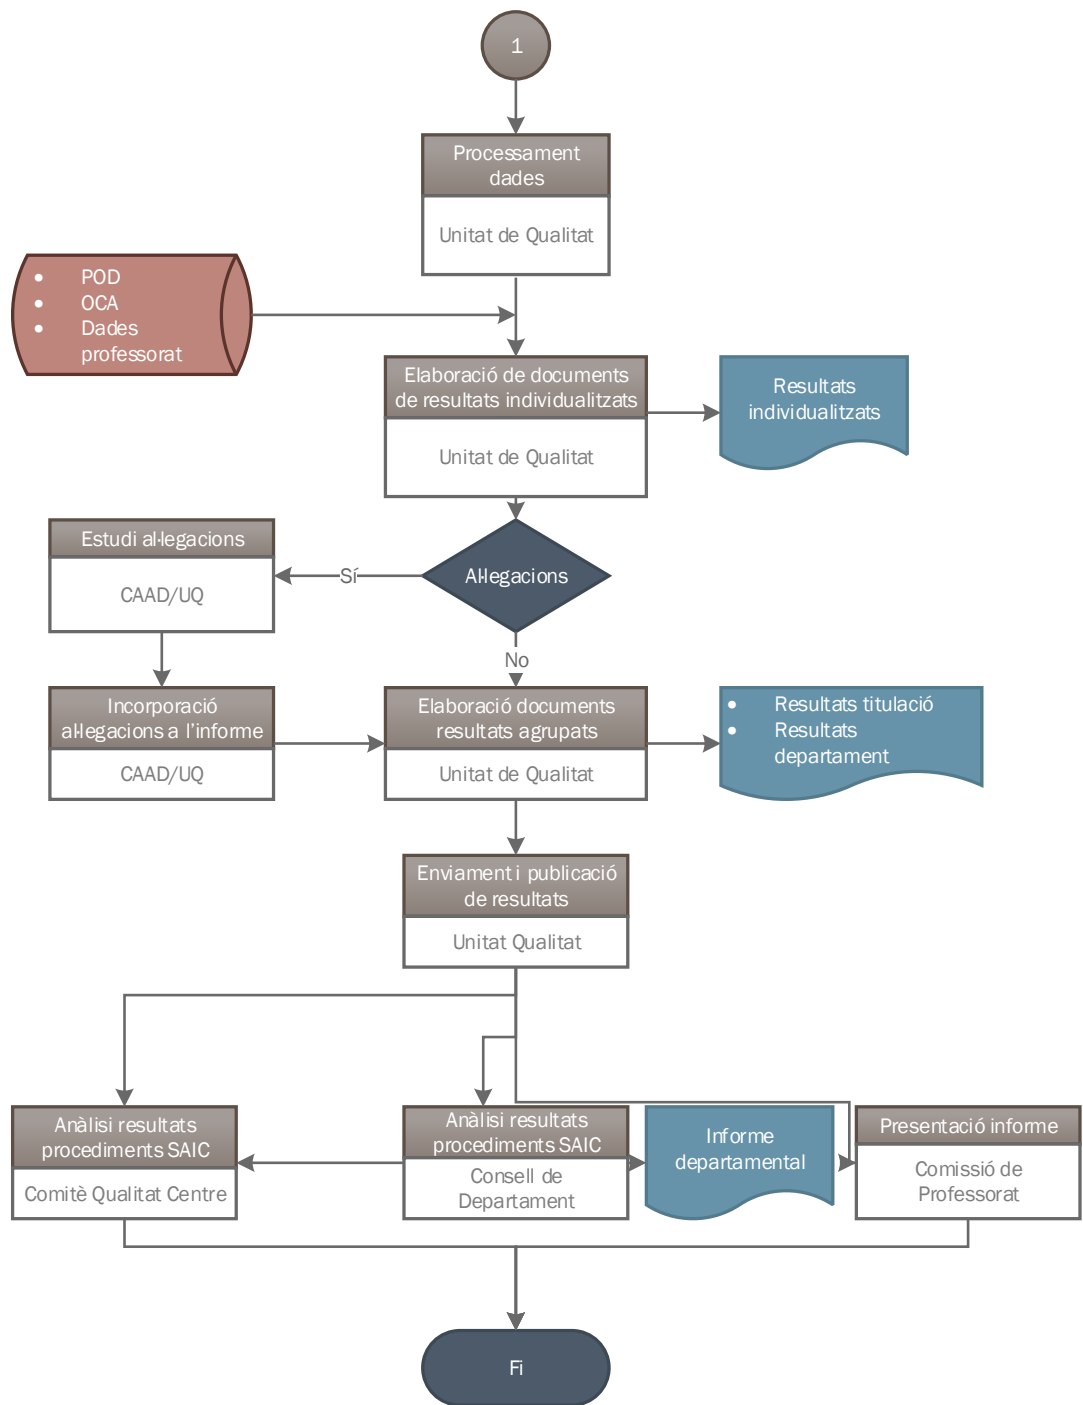 1
Processament
dades
Unitat de Qualitat
• POD
• OCA
• Dades
professorat
Elaboració de documents
de resultats individualitzats
Unitat de Qualitat
Resultats
individualitzats
Al·legacions
Sí
No
Estudi al·legacions
CAAD/UQ
Incorporació
al·legacions a l’informe
CAAD/UQ
Elaboració documents
resultats agrupats
Unitat de Qualitat
• Resultats titulació
• Resultats
departament
Enviament i publicació
de resultats
Unitat Qualitat
Anàlisi resultats
procediments SAIC
Comitè Qualitat Centre
Anàlisi resultats
procediments SAIC
Consell de
Departament
Informe
departamental
Presentació informe
Comissió de
Professorat
Fi